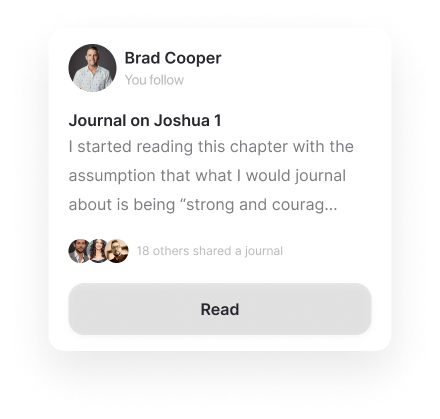 Brad Cooper
You follow
Journal on Joshua 1
I started reading this chapter with the
assumption that what I would journal
about is being “strong and courag...
18 others shared a journal
Read